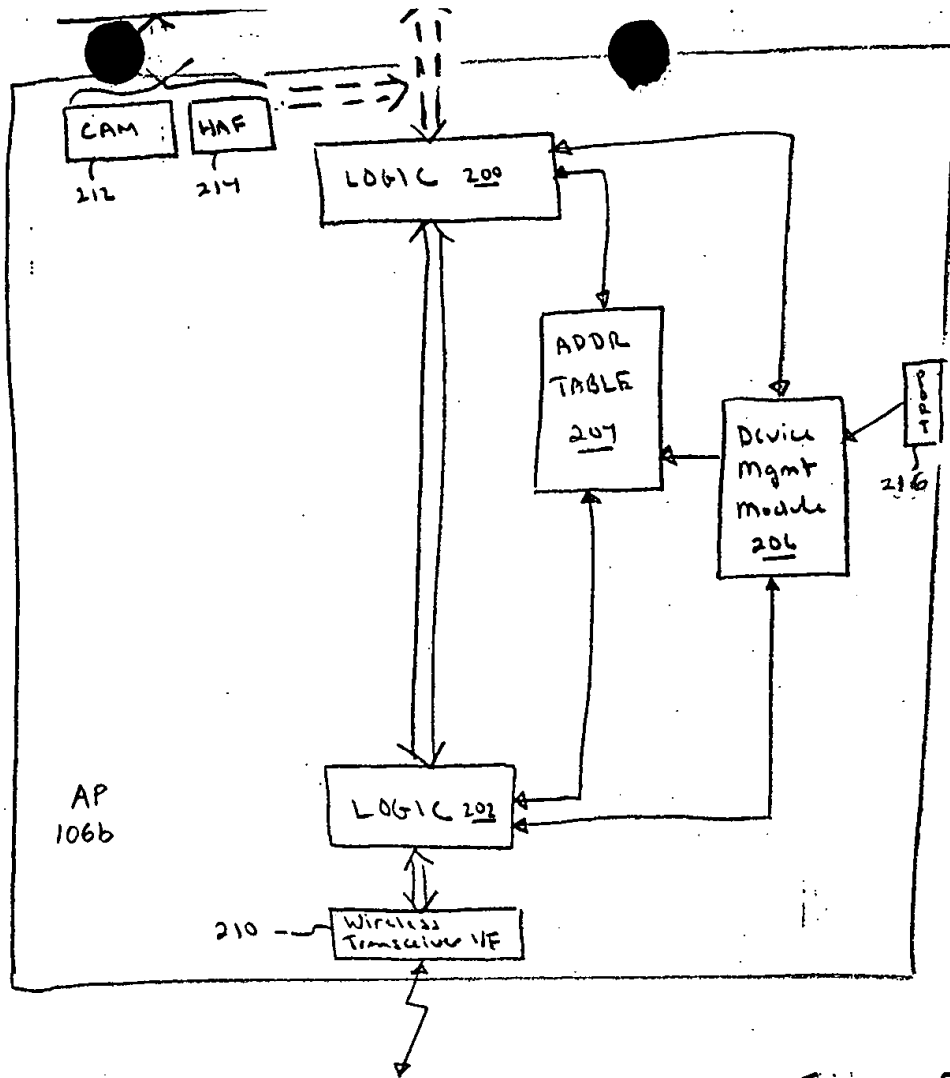 CAM
HAF
212
214
LOGIC 200
ADDR
TABLE
204
Device
Mgmt
Module
206
PORT
216
AP
106b
LOGIC 202
210
Wireless
Transceiver I/F